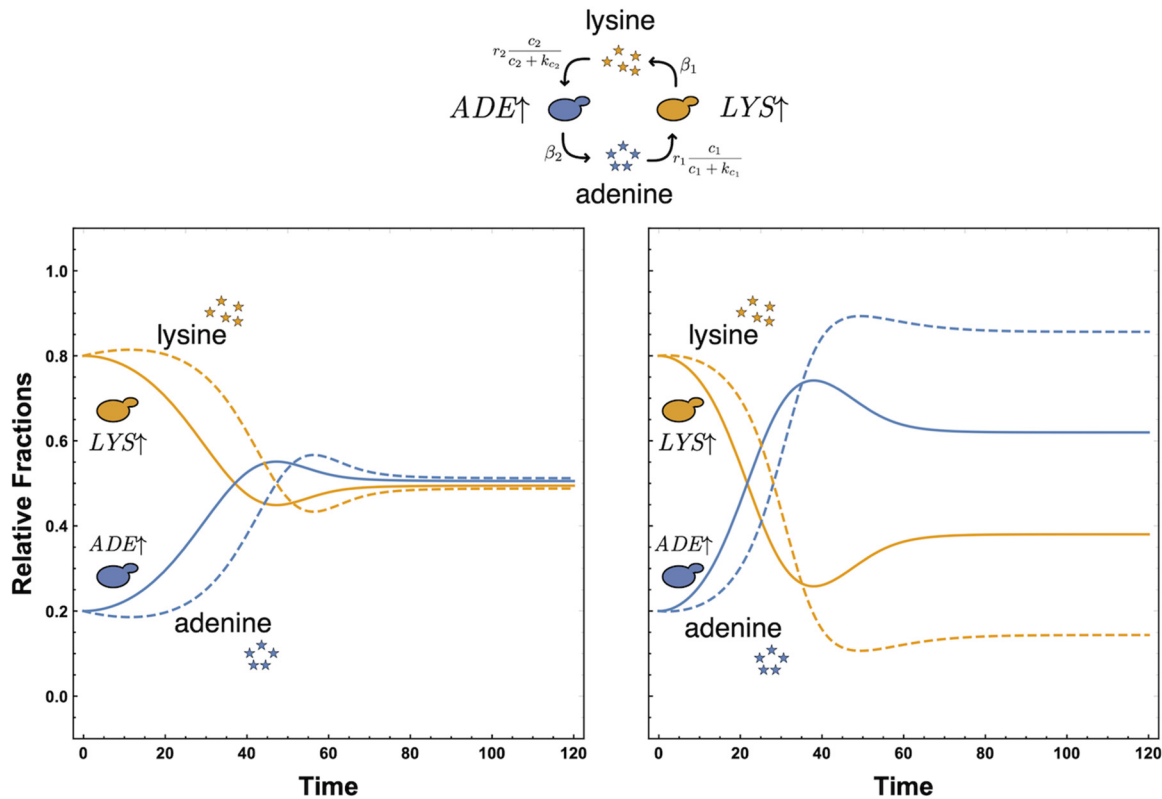 lysine
r₂ c₂/(c₂ + k_c₂)
β₁
ADE↑
LYS↑
β₂
r₁ c₁/(c₁ + k_c₁)
adenine
Relative Fractions
1.0
0.8
0.6
0.4
0.2
0.0
lysine
LYS↑
ADE↑
adenine
0 20 40 60 80 100 120
Time
lysine
LYS↑
ADE↑
adenine
0 20 40 60 80 100 120
Time